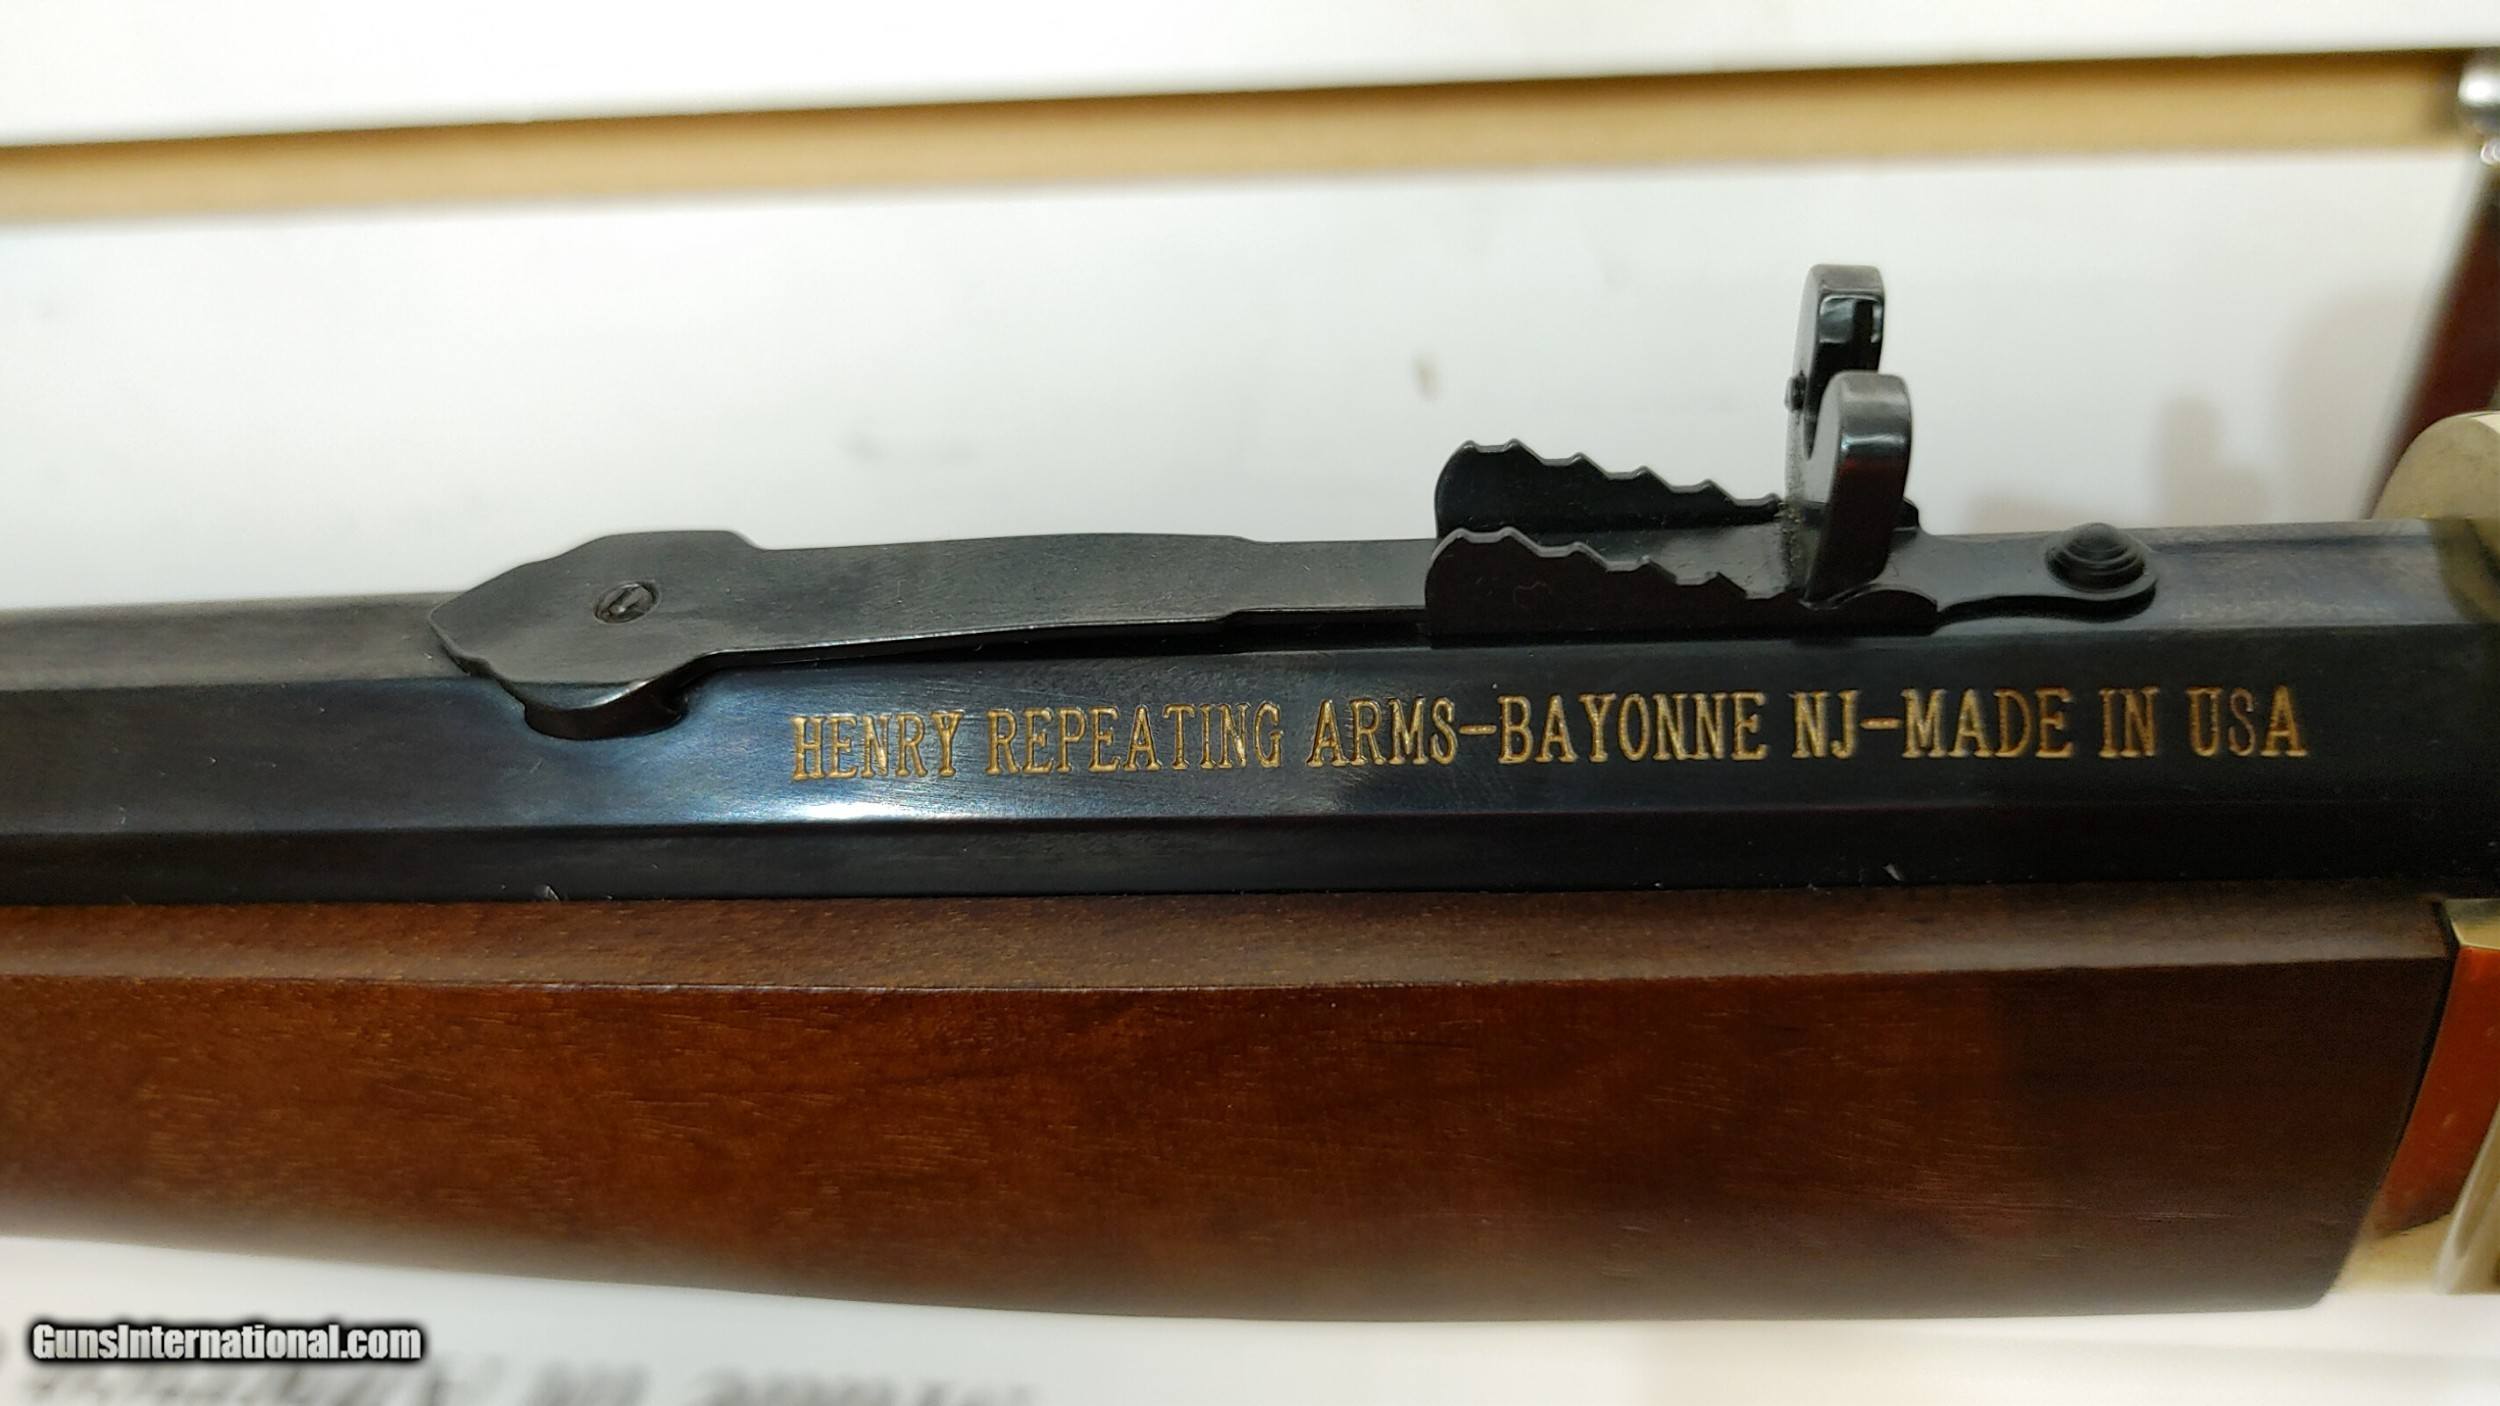 HENRY REPEATING ARMS-BAYONNE NJ-MADE IN USA
GunsInternational.com